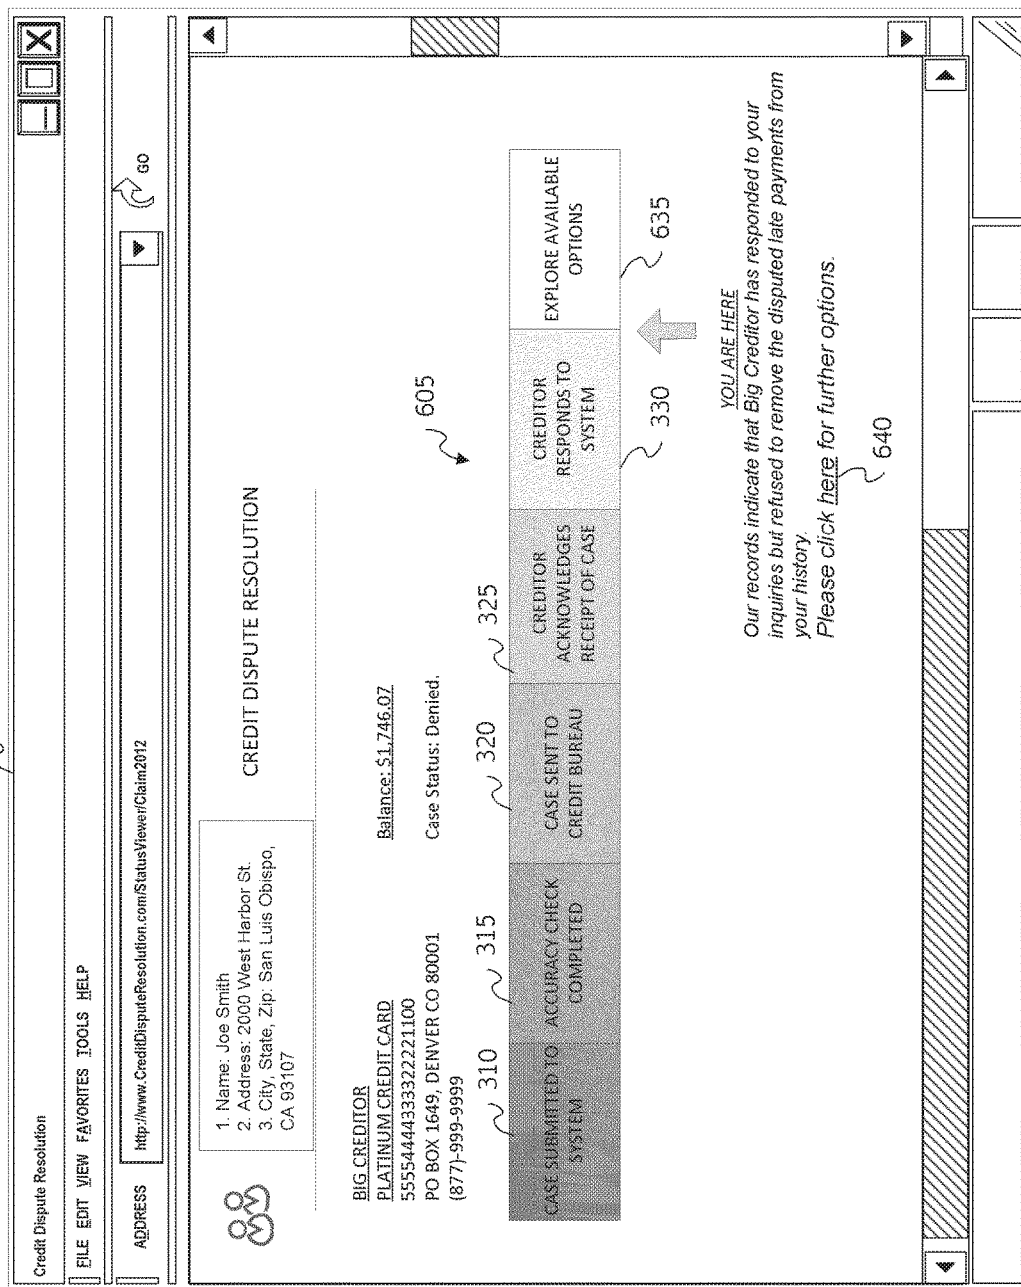 Credit Dispute Resolution
FILE EDIT VIEW FAVORITES TOOLS HELP
ADDRESS
http://www.CreditDisputeResolution.com/StatusViewer/Claim2012
GO
1. Name: Joe Smith
2. Address: 2000 West Harbor St.
3. City, State, Zip: San Luis Obispo,
CA 93107
CREDIT DISPUTE RESOLUTION
BIG CREDITOR
PLATINUM CREDIT CARD
Balance: $1,746.07
5555444433332221100
PO BOX 1649, DENVER CO 80001
Case Status: Denied.
(877)-999-9999
605
310
315
320
325
CASE SUBMITTED TO
SYSTEM
ACCURACY CHECK
COMPLETED
CASE SENT TO
CREDIT BUREAU
CREDITOR
ACKNOWLEDGES
RECEIPT OF CASE
CREDITOR
RESPONDS TO
SYSTEM
EXPLORE AVAILABLE
OPTIONS
330
635
YOU ARE HERE
Our records indicate that Big Creditor has responded to your
inquiries but refused to remove the disputed late payments from
your history.
Please click here for further options.
640